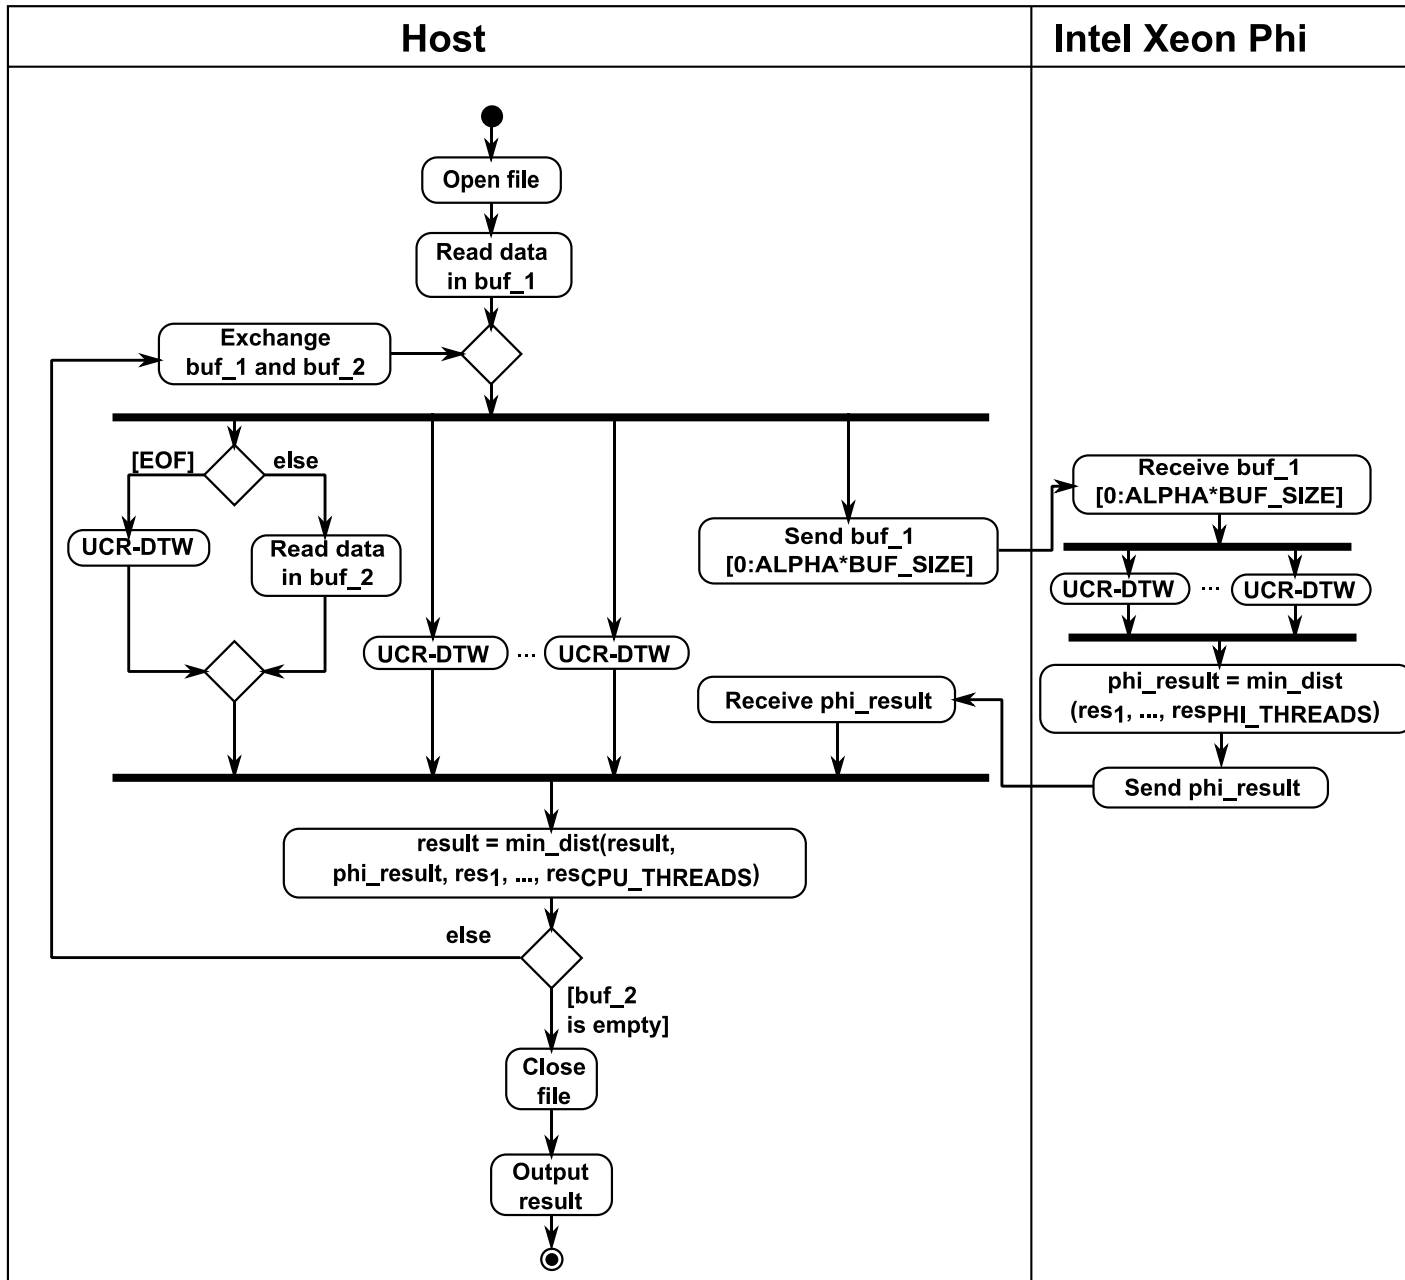 Host
Intel Xeon Phi
Open file
Read data
in buf_1
Exchange
buf_1 and buf_2
[EOF]
else
UCR-DTW
Read data
in buf_2
UCR-DTW
...
UCR-DTW
Send buf_1
[0:ALPHA*BUF_SIZE]
Receive buf_1
[0:ALPHA*BUF_SIZE]
UCR-DTW
...
UCR-DTW
phi_result = min_dist
(res1, ..., resPHI_THREADS)
Send phi_result
Receive phi_result
result = min_dist(result,
phi_result, res1, ..., resCPU_THREADS)
else
[buf_2
is empty]
Close
file
Output
result